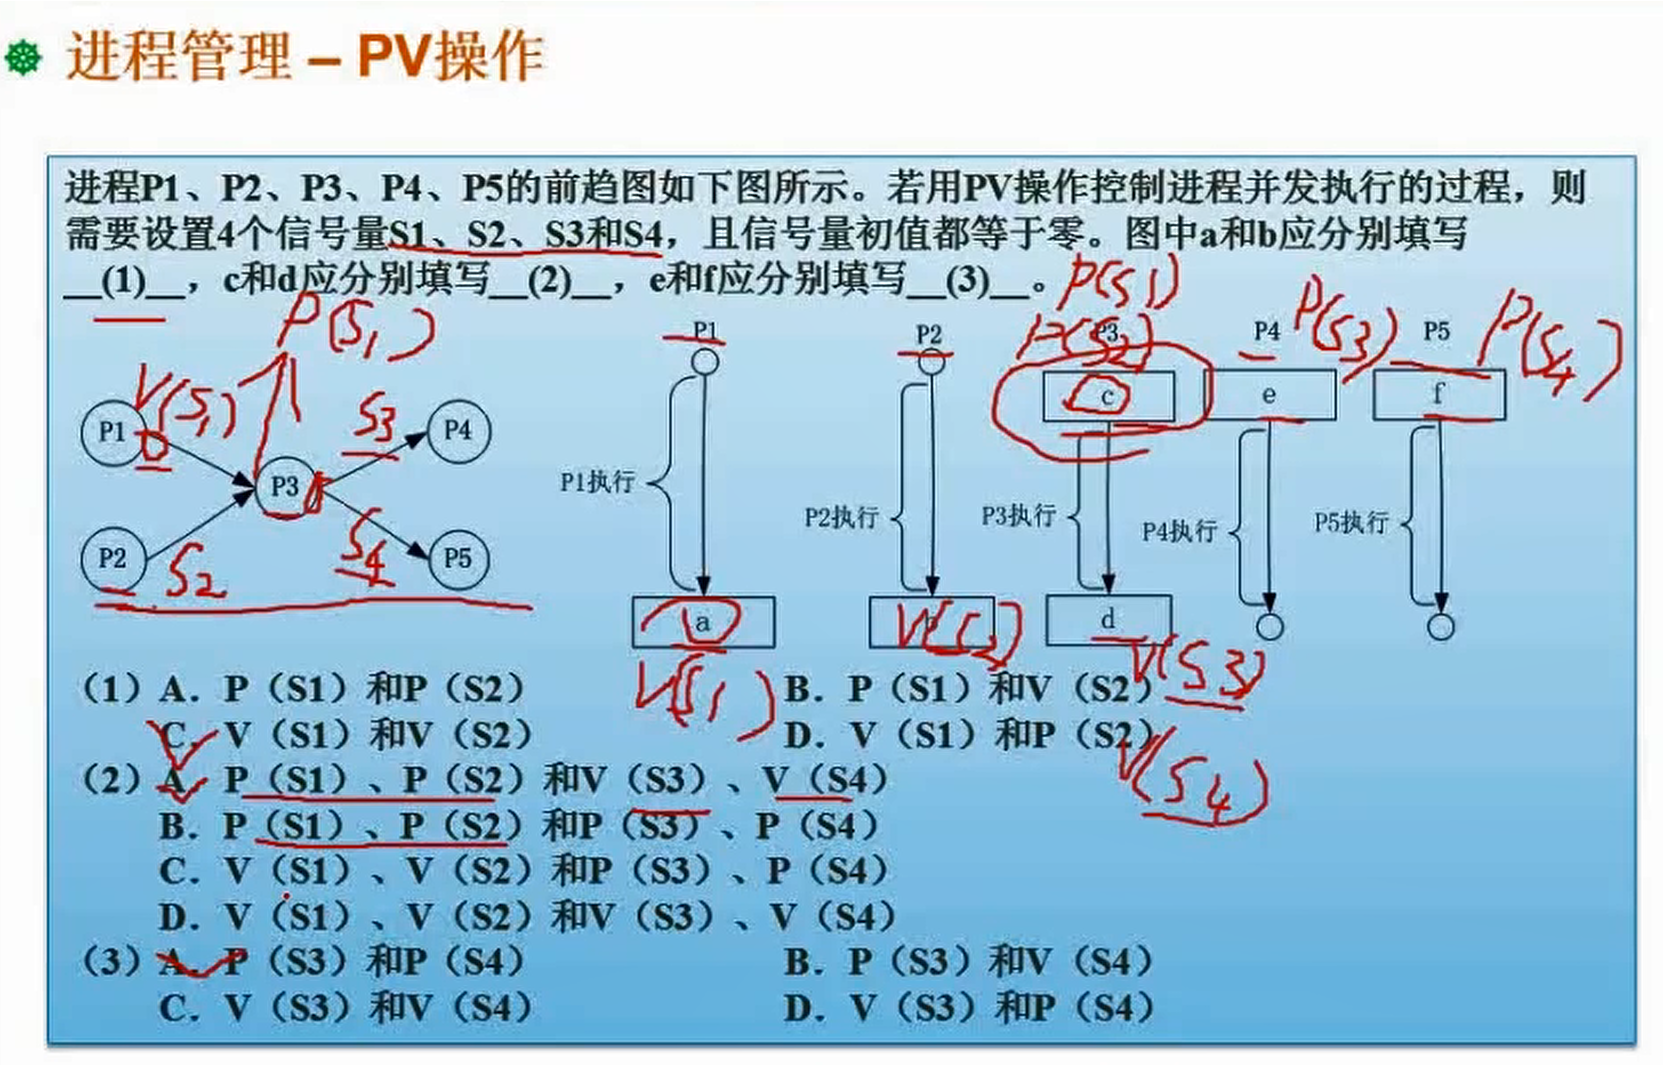 进程管理 – PV操作
进程P1、P2、P3、P4、P5的前趋图如下图所示。若用PV操作控制进程并发执行的过程，则
需要设置4个信号量S1、S2、S3和S4，且信号量初值都等于零。图中a和b应分别填写
__(1)__，c和d应分别填写__(2)__，e和f应分别填写__(3)__。
P(S1)
P(S1)
P1
P2
P(S2)
P3
P4
P(S3)
P5
P(S4)
V(S1)
S3
c
e
f
P1
P4
P3
P1执行
P2执行
P3执行
P4执行
P5执行
P2
S2
S4
P5
a
V(S2)
d
V(S1)
V(S3)
V(S4)
（1）A．P（S1）和P（S2） B．P（S1）和V（S2）
C．V（S1）和V（S2） D．V（S1）和P（S2）
（2）A．P（S1）、P（S2）和V（S3）、V（S4）
B．P（S1）、P（S2）和P（S3）、P（S4）
C．V（S1）、V（S2）和P（S3）、P（S4）
D．V（S1）、V（S2）和V（S3）、V（S4）
（3）A．P（S3）和P（S4） B．P（S3）和V（S4）
C．V（S3）和V（S4） D．V（S3）和P（S4）